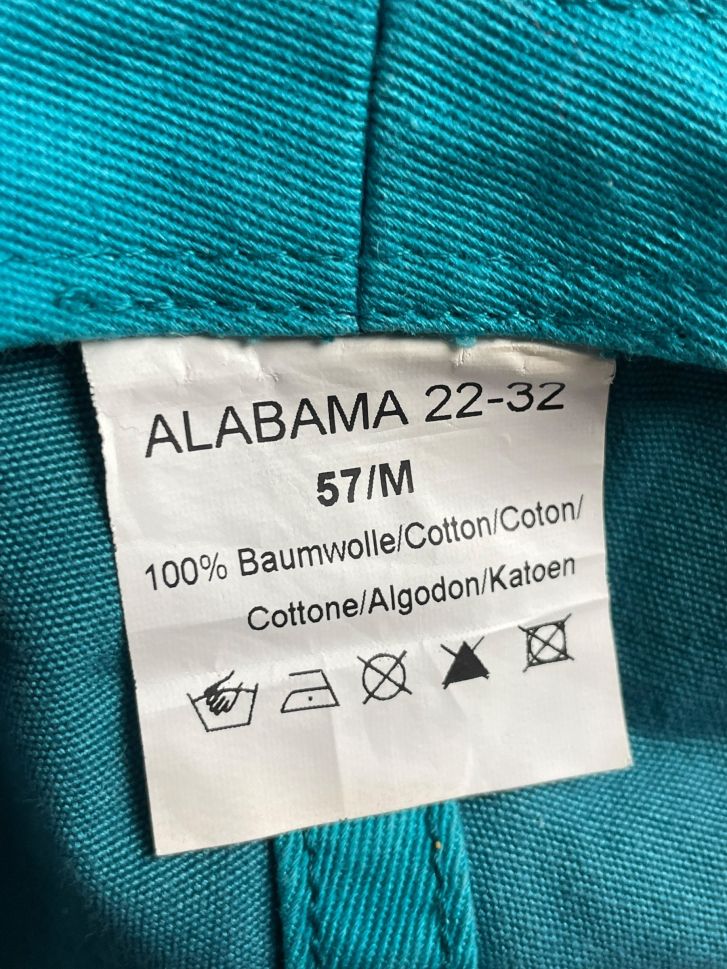 ALABAMA 22-32
57/M
100% Baumwolle/Cotton/Coton/
Cottone/Algodon/Katoen